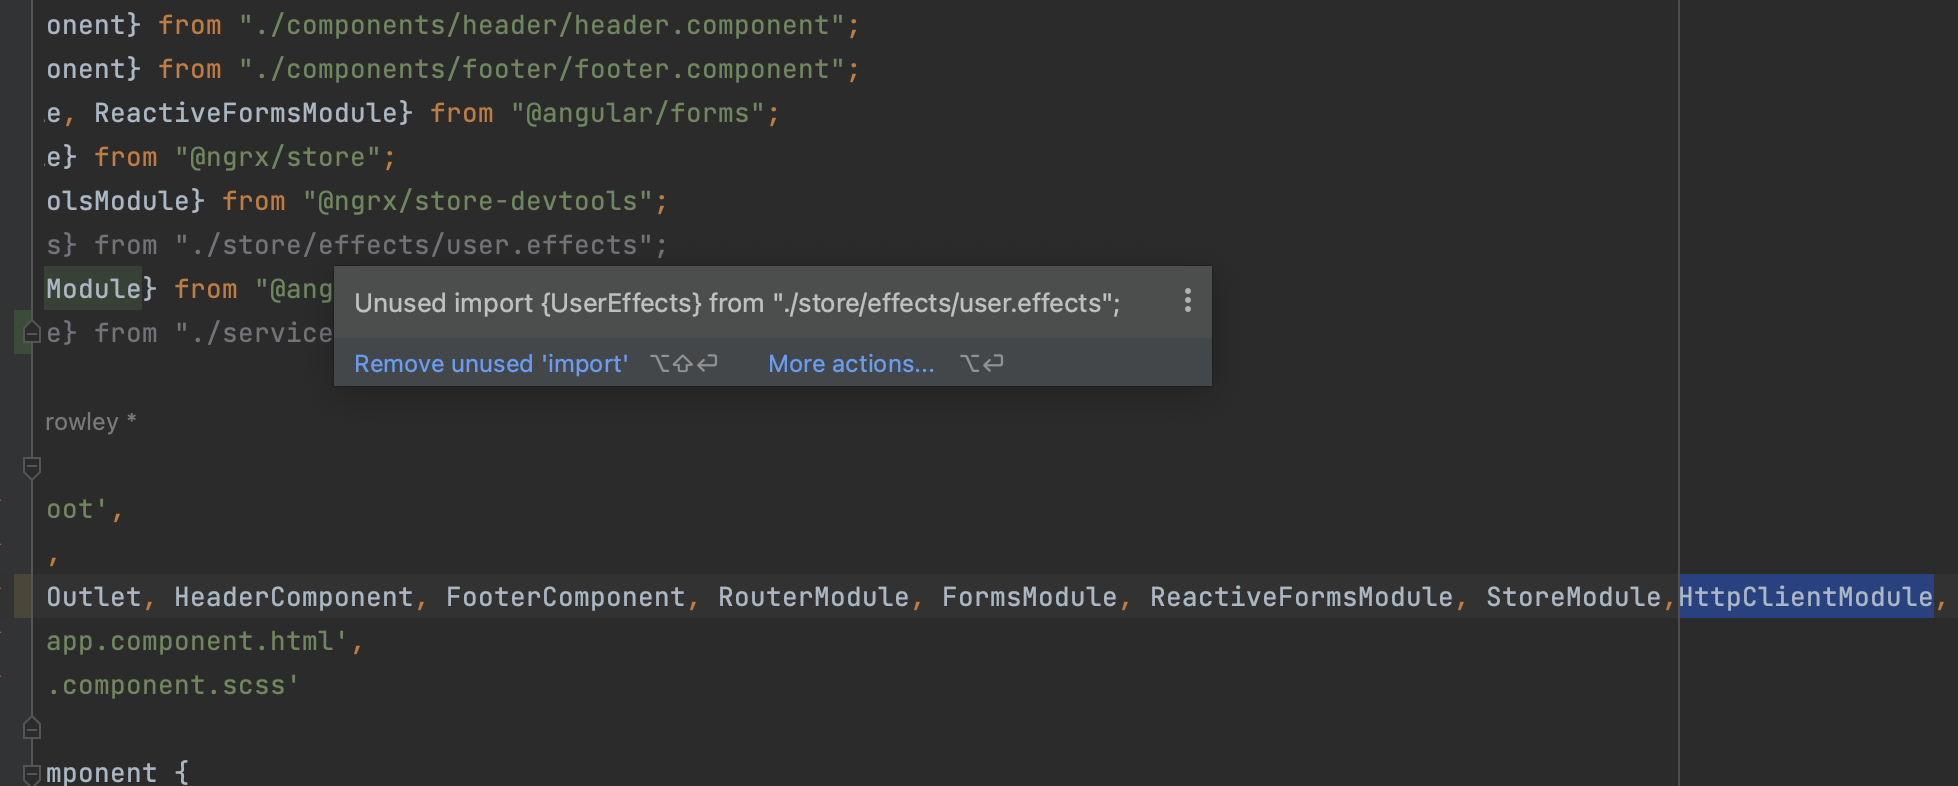 onent} from "./components/header/header.component";
onent} from "./components/footer/footer.component";
e, ReactiveFormsModule} from "@angular/forms";
e} from "@ngrx/store";
olsModule} from "@ngrx/store-devtools";
s} from "./store/effects/user.effects";
Module} from "@ang
Unused import {UserEffects} from "./store/effects/user.effects";
e} from "./service
Remove unused 'import' ⌥⇧⏎ More actions... ⌥⏎
rowley *
oot',
,
Outlet, HeaderComponent, FooterComponent, RouterModule, FormsModule, ReactiveFormsModule, StoreModule,HttpClientModule,
app.component.html',
.component.scss'
mponent {